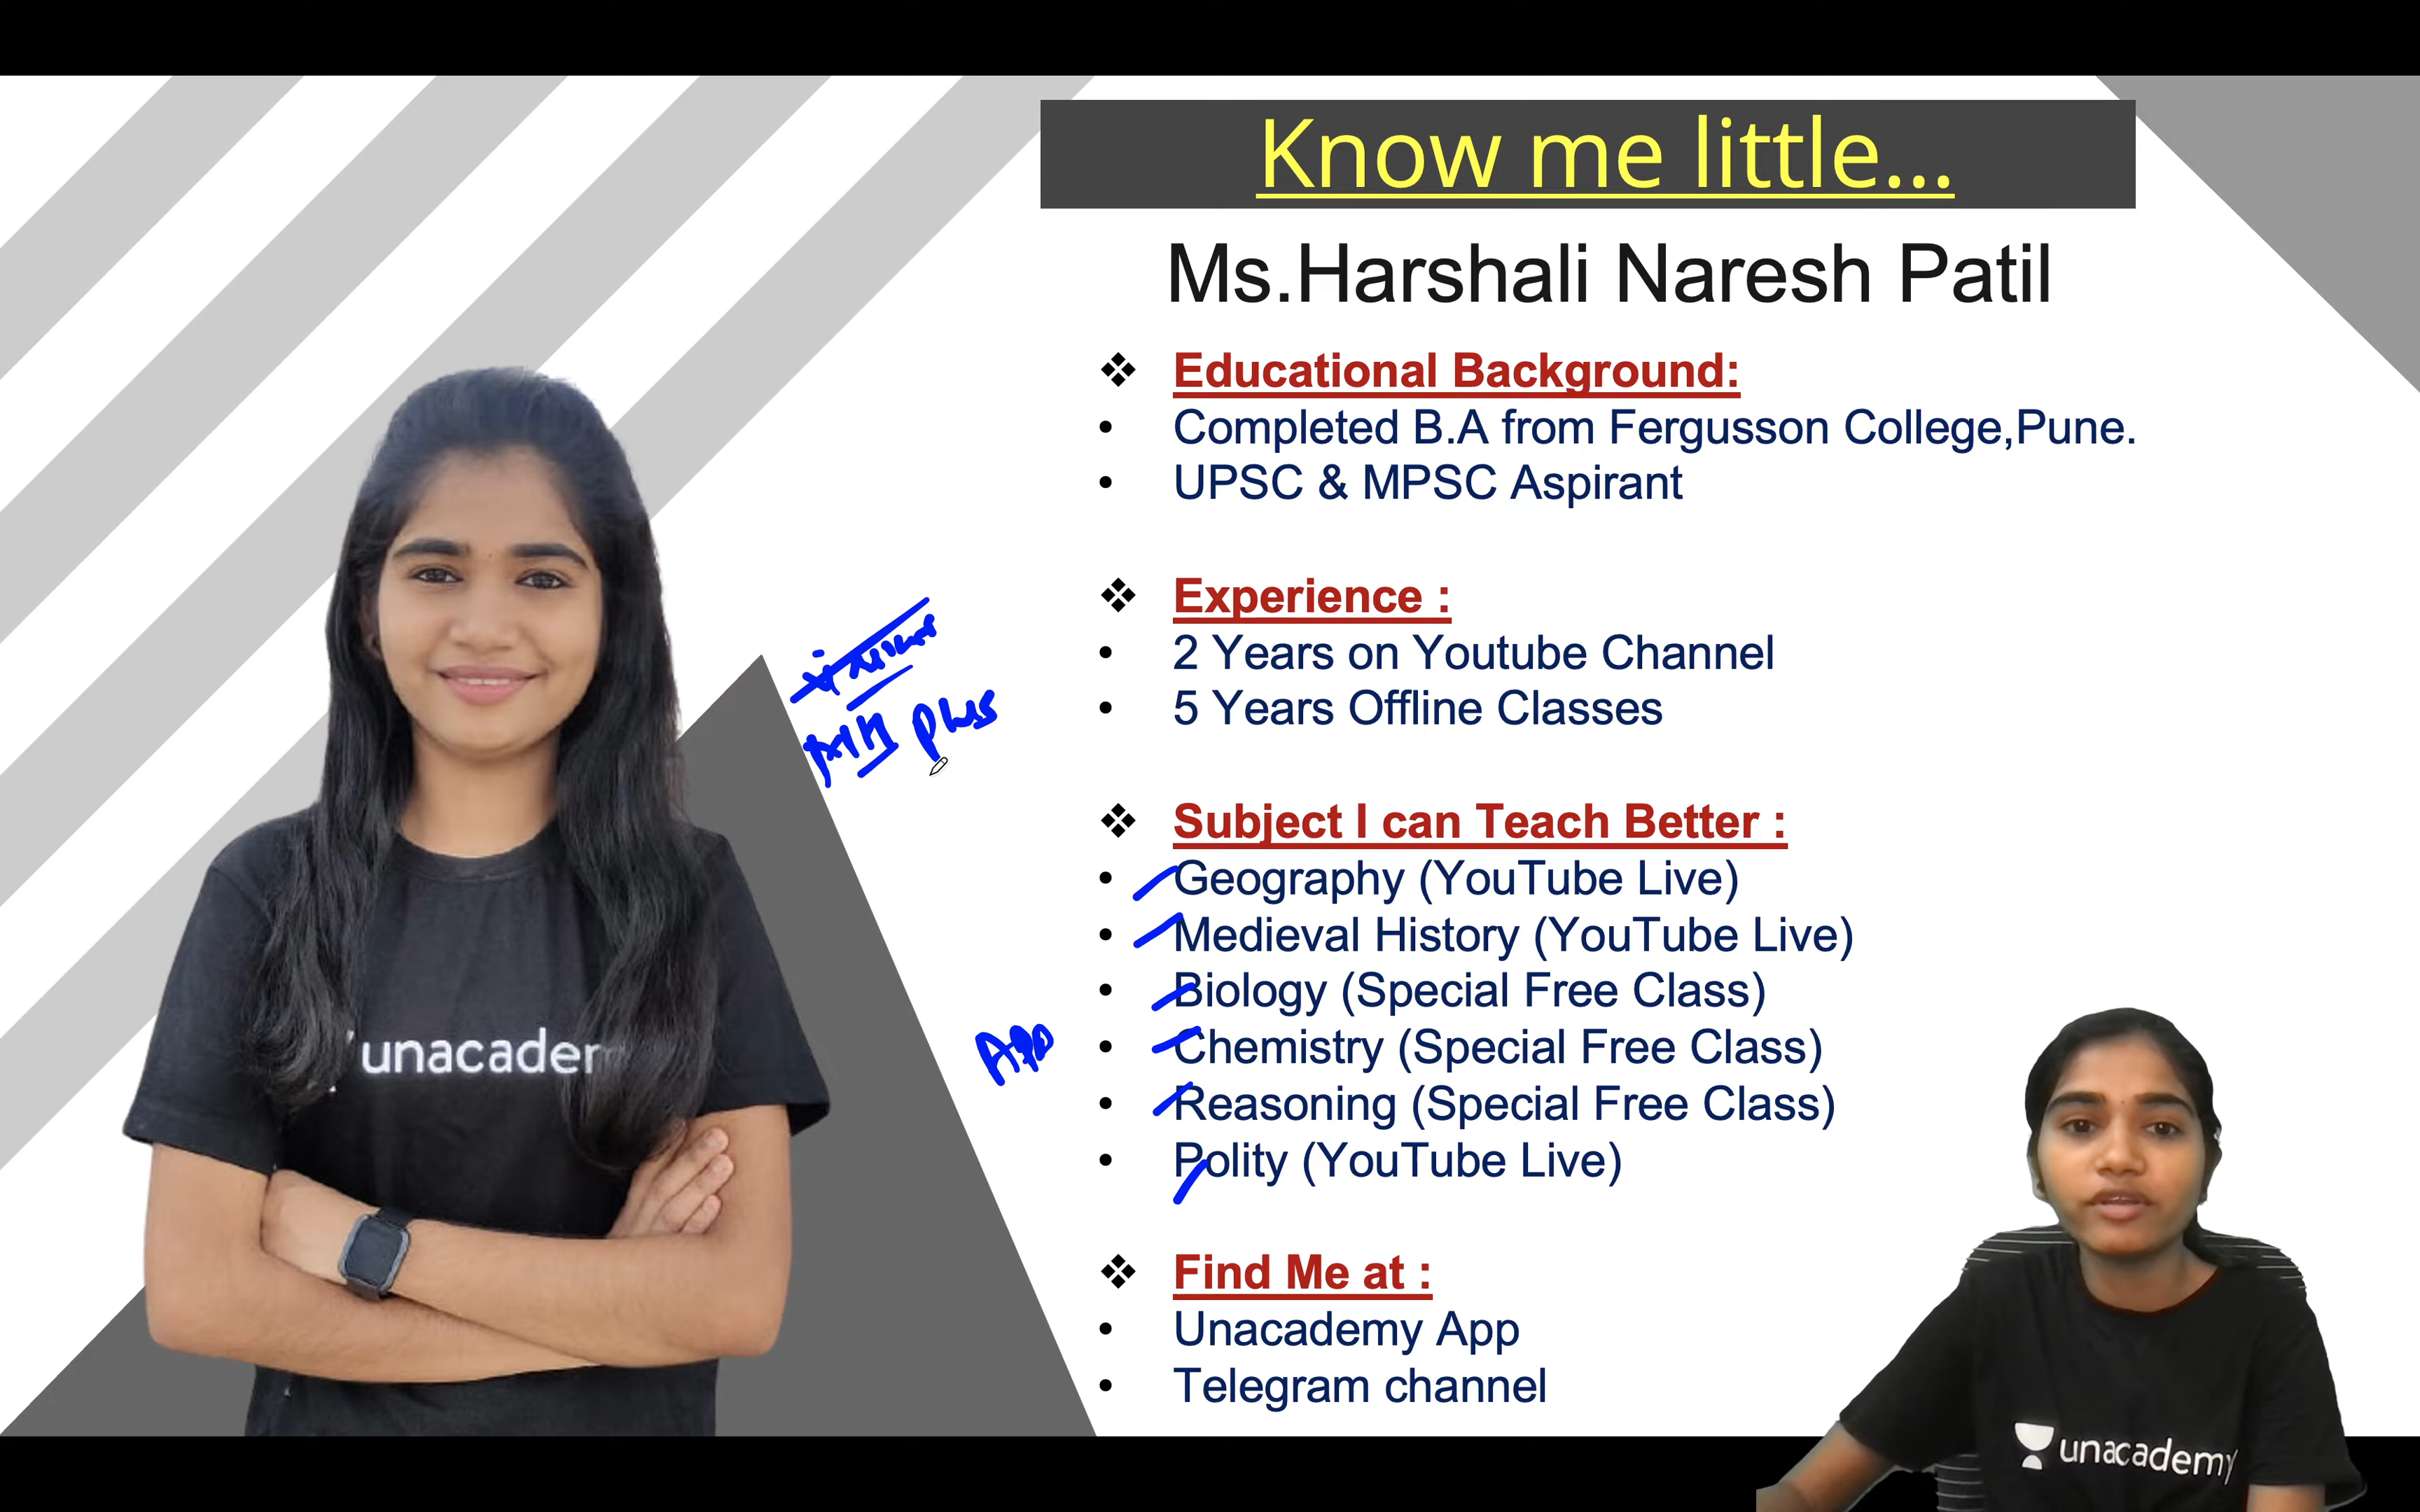 Know me little...
Ms.Harshali Naresh Patil
❖ Educational Background:
• Completed B.A from Fergusson College,Pune.
• UPSC & MPSC Aspirant
❖ Experience :
• 2 Years on Youtube Channel
• 5 Years Offline Classes
plus
❖ Subject I can Teach Better :
• Geography (YouTube Live)
• Medieval History (YouTube Live)
• Biology (Special Free Class)
• Chemistry (Special Free Class)
• Reasoning (Special Free Class)
• Polity (YouTube Live)
App
❖ Find Me at :
• Unacademy App
• Telegram channel
unacadem
unacademy